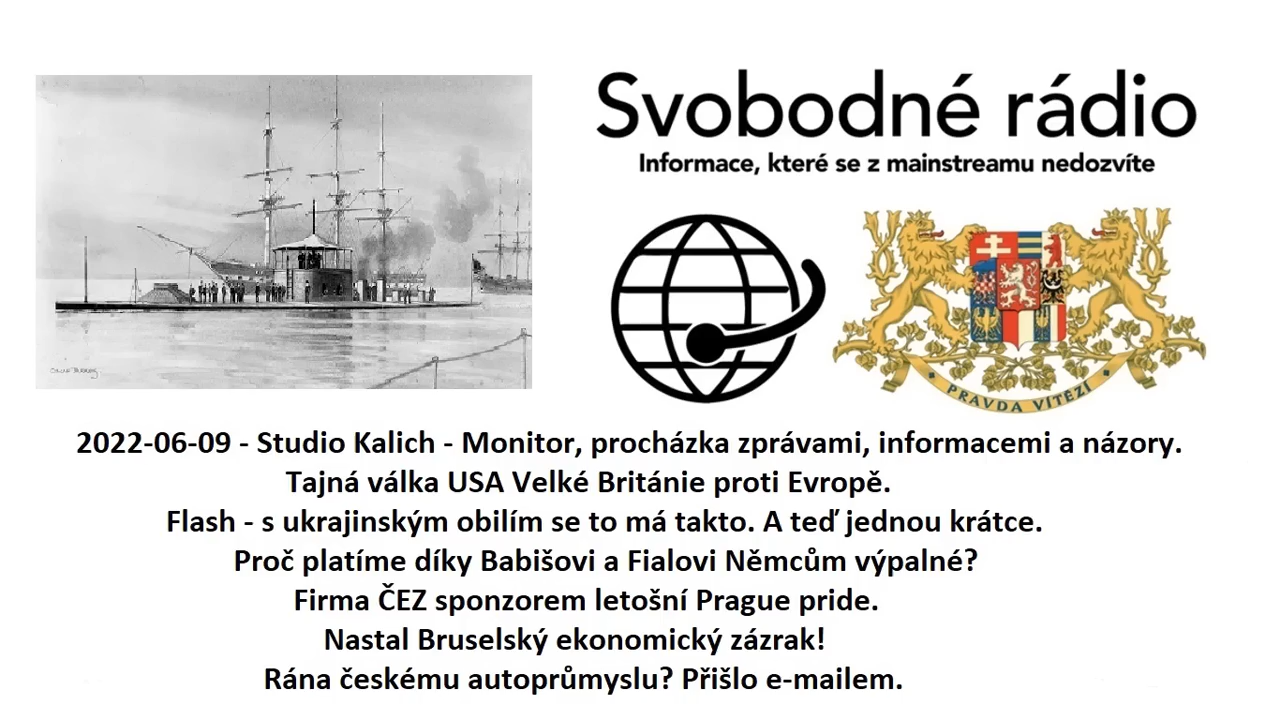 Svobodné rádio
Informace, které se z mainstreamu nedozvíte
PRAVDA VÍTĚZÍ
2022-06-09 - Studio Kalich - Monitor, procházka zprávami, informacemi a názory.
Tajná válka USA Velké Británie proti Evropě.
Flash - s ukrajinským obilím se to má takto. A teď jednou krátce.
Proč platíme díky Babišovi a Fialovi Němcům výpalné?
Firma ČEZ sponzorem letošní Prague pride.
Nastal Bruselský ekonomický zázrak!
Rána českému autoprůmyslu? Přišlo e-mailem.